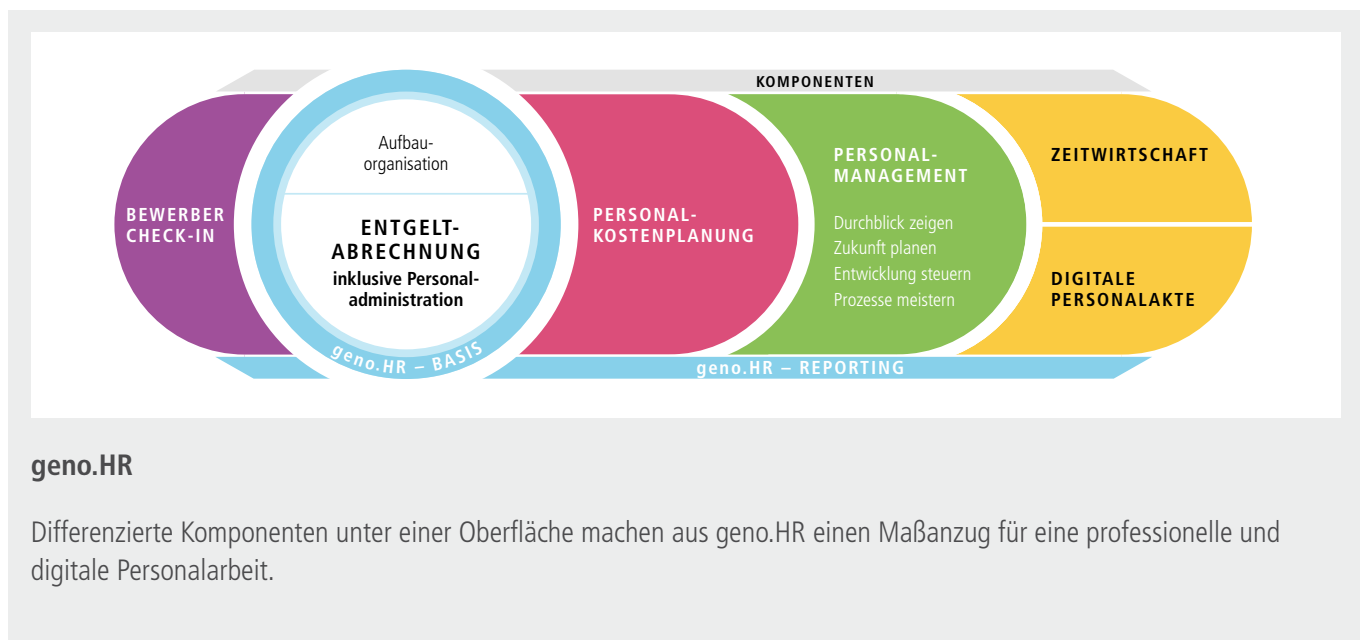 KOMPONENTEN
BEWERBER
CHECK-IN
Aufbau-
organisation
ENTGELT-
ABRECHNUNG
inklusive Personal-
administration
geno.HR – BASIS
PERSONAL-
KOSTENPLANUNG
PERSONAL-
MANAGEMENT
Durchblick zeigen
Zukunft planen
Entwicklung steuern
Prozesse meistern
ZEITWIRTSCHAFT
DIGITALE
PERSONALAKTE
geno.HR – REPORTING
geno.HR
Differenzierte Komponenten unter einer Oberfläche machen aus geno.HR einen Maßanzug für eine professionelle und
digitale Personalarbeit.